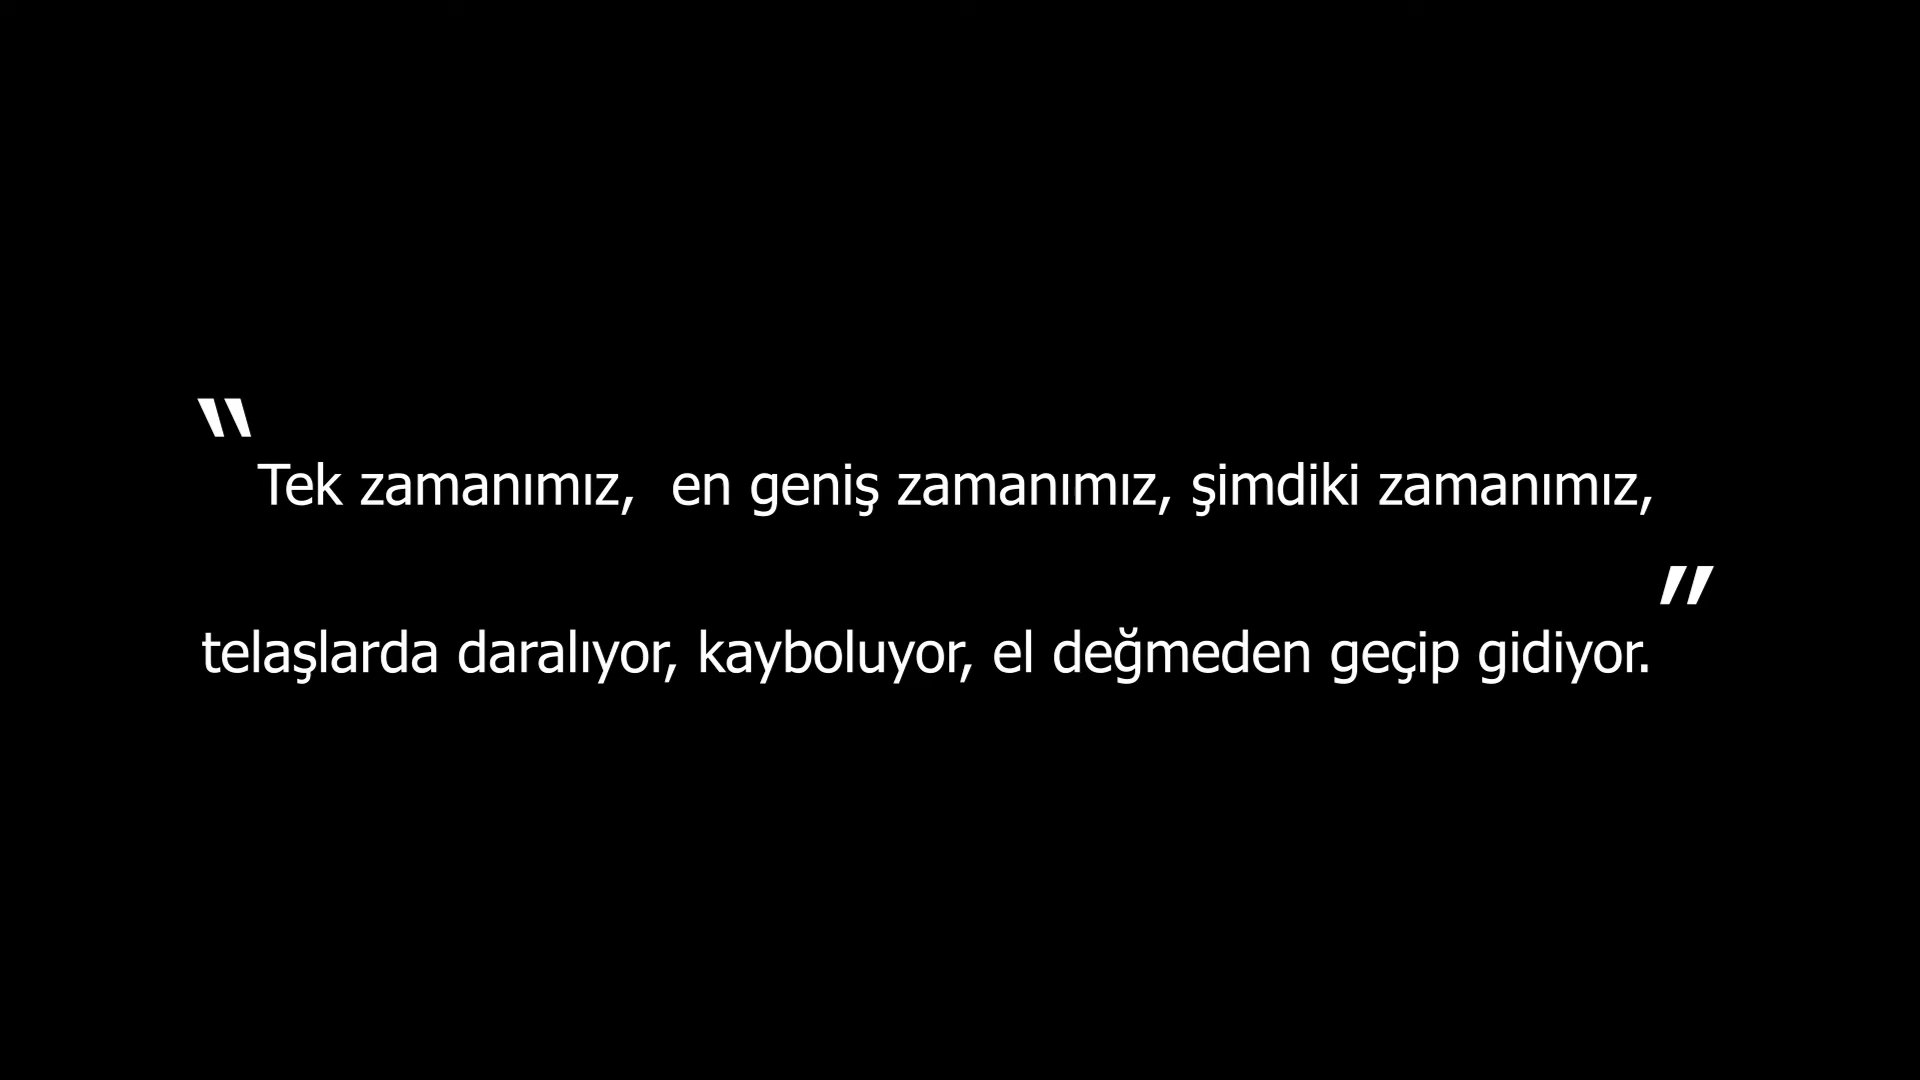 “Tek zamanımız,  en geniş zamanımız, şimdiki zamanımız,
telaşlarda daralıyor, kayboluyor, el değmeden geçip gidiyor.”